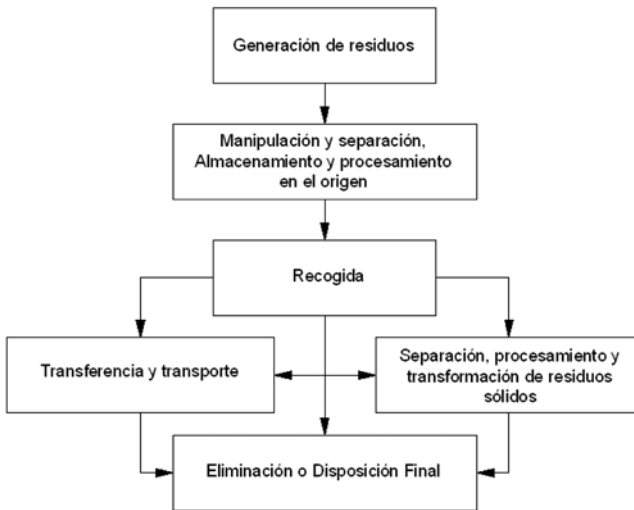 Generación de residuos
Manipulación y separación,
Almacenamiento y procesamiento
en el origen
Recogida
Transferencia y transporte
Separación, procesamiento y
transformación de residuos
sólidos
Eliminación o Disposición Final